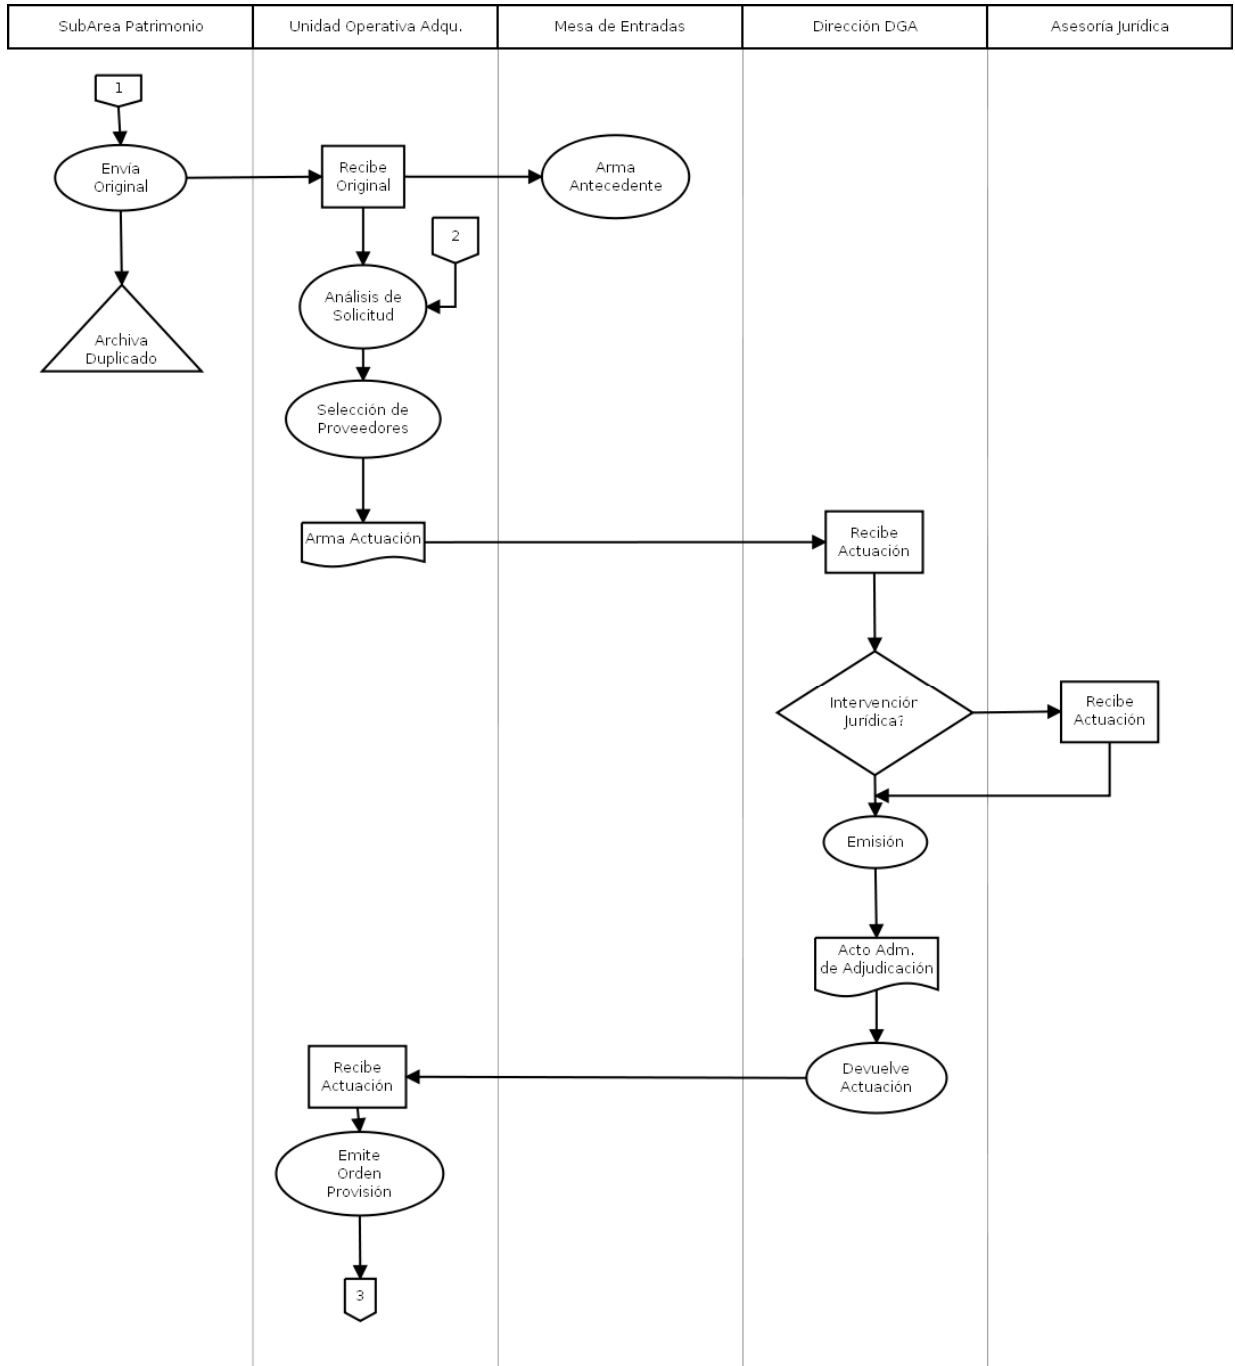 SubArea Patrimonio
Unidad Operativa Adqu.
Mesa de Entradas
Dirección DGA
Asesoría Jurídica
1
Envía
Original
Recibe
Original
Arma
Antecedente
2
Análisis de
Solicitud
Archiva
Duplicado
Selección de
Proveedores
Arma Actuación
Recibe
Actuación
Intervención
Jurídica?
Recibe
Actuación
Emisión
Acto Adm.
de Adjudicación
Devuelve
Actuación
Recibe
Actuación
Emite
Orden
Provisión
3